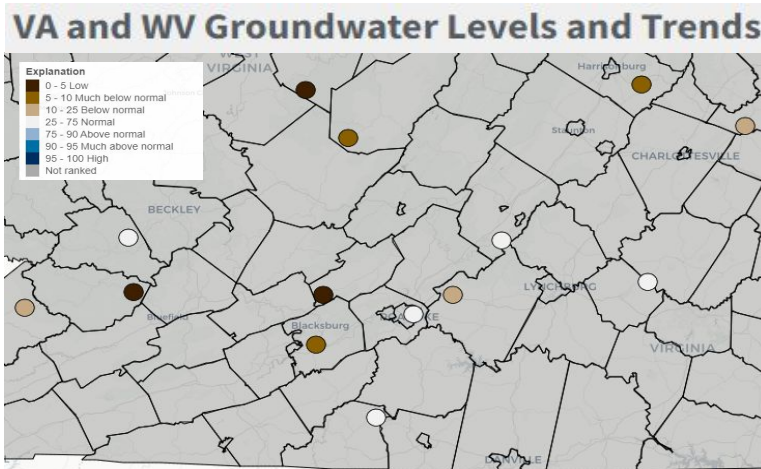 VA and WV Groundwater Levels and Trends
WEST
VIRGINIA
Harrisonburg
Explanation
0 - 5 Low
5 - 10 Much below normal
10 - 25 Below normal
25 - 75 Normal
75 - 90 Above normal
90 - 95 Much above normal
95 - 100 High
Not ranked
Staunton
CHARLOTTESVILLE
BECKLEY
LYNCHBURG
Bluefield
ROANOKE
Blacksburg
VIRGINIA
DANVILLE